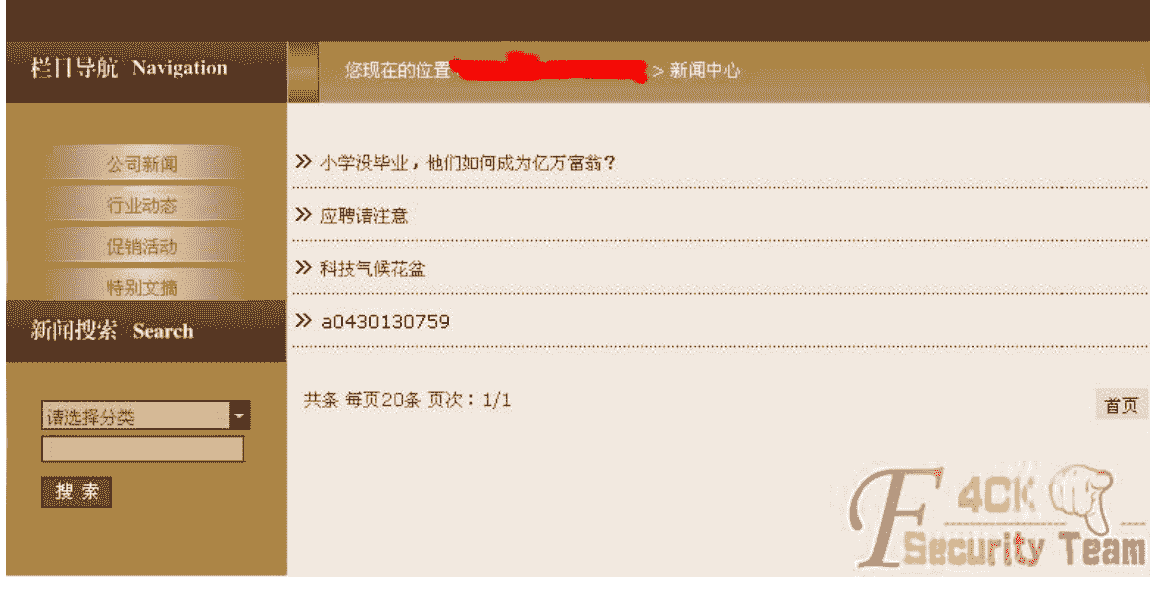 栏目导航 Navigation
您现在的位置
> 新闻中心
公司新闻
行业动态
促销活动
特别文摘
新闻搜索 Search
请选择分类
搜 索
» 小学没毕业，他们如何成为亿万富翁？
» 应聘请注意
» 科技气候花盆
» a0430130759
共条 每页20条 页次：1/1
首页
F4CK
Security Team